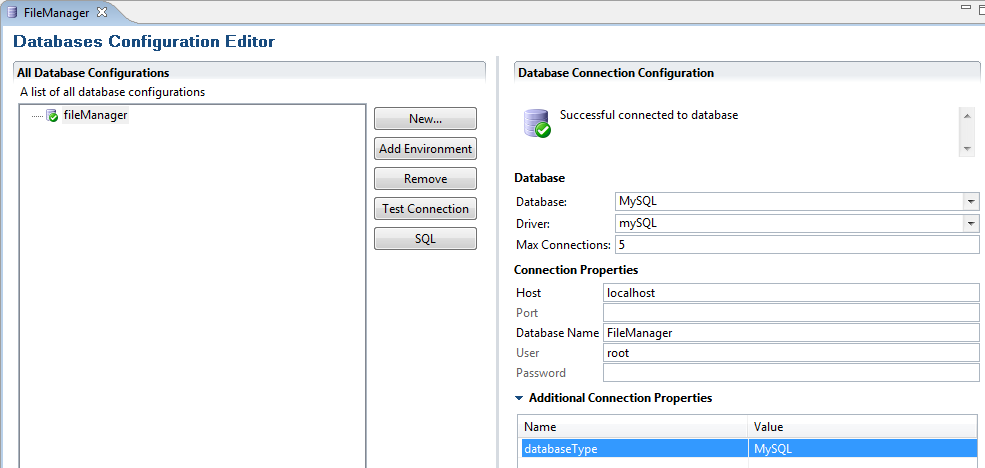 FileManager
Databases Configuration Editor
All Database Configurations
A list of all database configurations
fileManager
New...
Add Environment
Remove
Test Connection
SQL
Database Connection Configuration
Successful connected to database
Database
Database: MySQL
Driver: mySQL
Max Connections: 5
Connection Properties
Host localhost
Port
Database Name FileManager
User root
Password
Additional Connection Properties
Name Value
databaseType MySQL